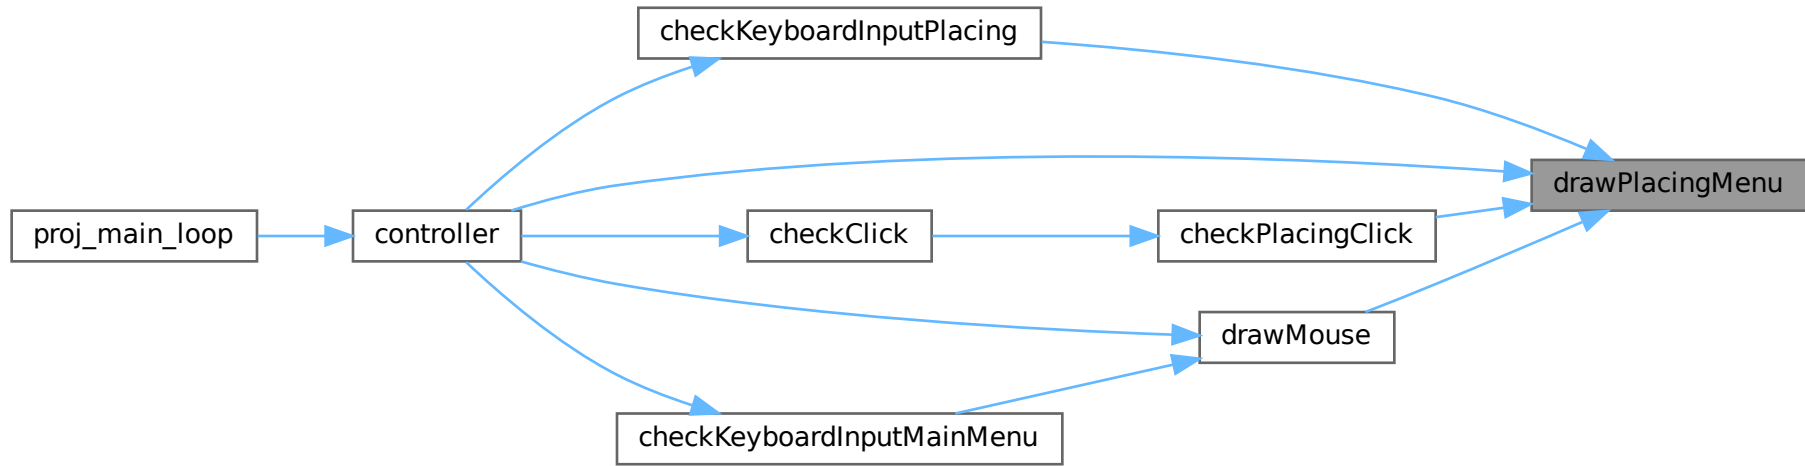 checkKeyboardInputPlacing
drawPlacingMenu
proj_main_loop
controller
checkClick
checkPlacingClick
drawMouse
checkKeyboardInputMainMenu